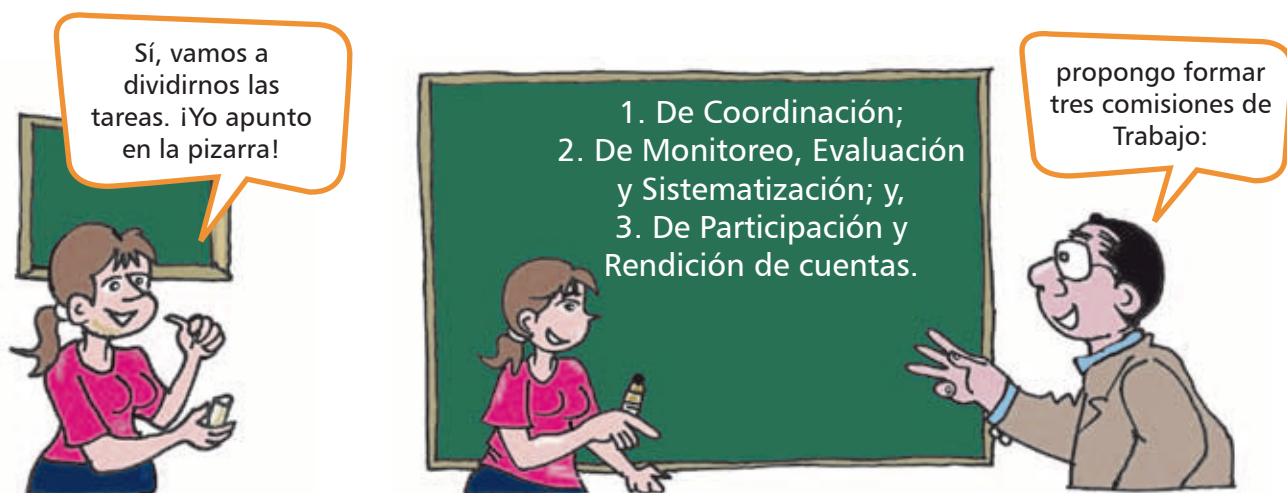 Sí, vamos a
dividirnos las
tareas. ¡Yo apunto
en la pizarra!
1. De Coordinación;
2. De Monitoreo, Evaluación
y Sistematización; y,
3. De Participación y
Rendición de cuentas.
propongo formar
tres comisiones de
Trabajo: